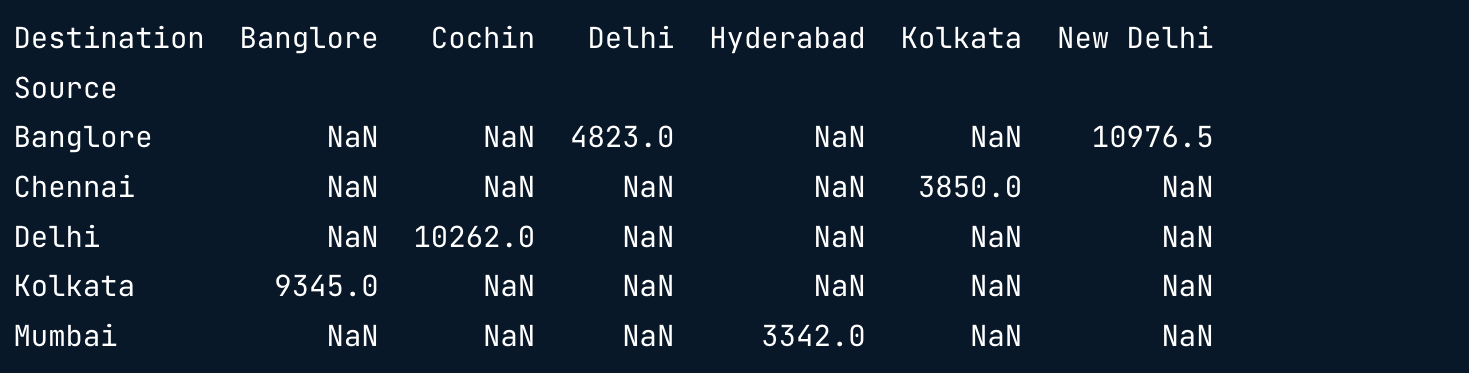 Destination  Banglore   Cochin   Delhi  Hyderabad  Kolkata  New Delhi
Source
Banglore          NaN      NaN  4823.0        NaN      NaN    10976.5
Chennai           NaN      NaN     NaN        NaN   3850.0        NaN
Delhi             NaN  10262.0     NaN        NaN      NaN        NaN
Kolkata        9345.0      NaN     NaN        NaN      NaN        NaN
Mumbai            NaN      NaN     NaN     3342.0      NaN        NaN